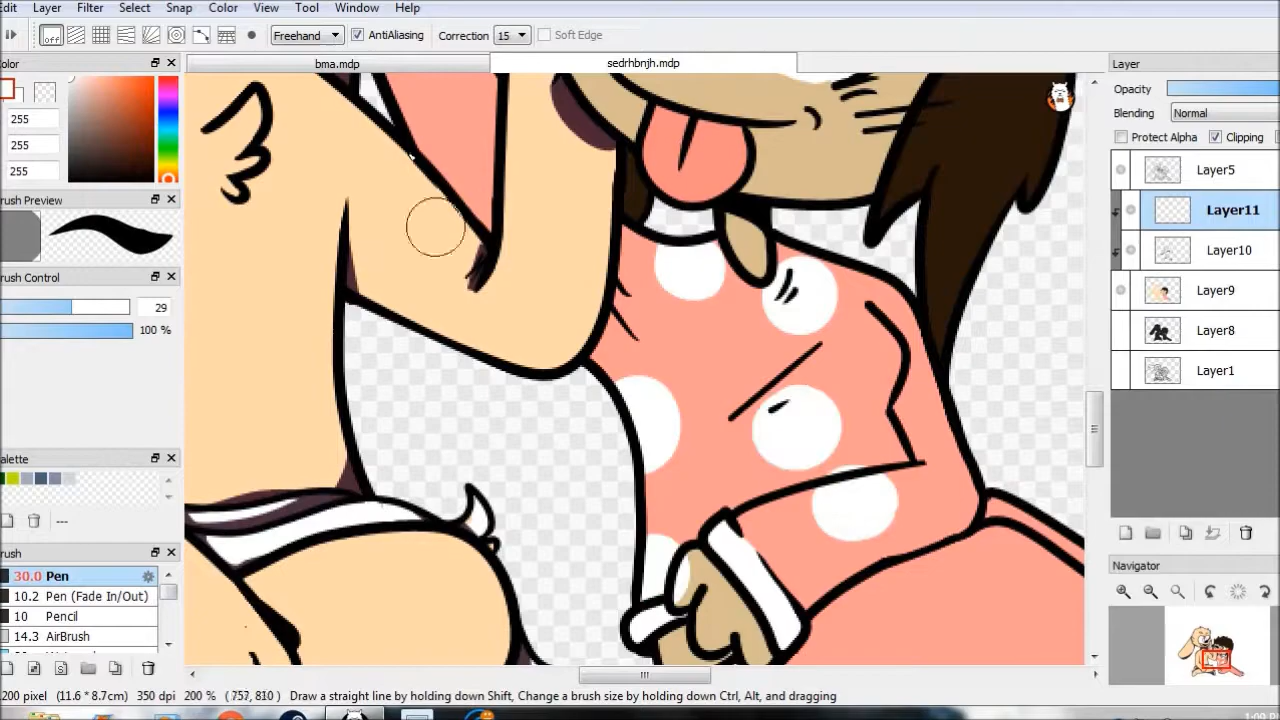 Edit Layer Filter Select Snap Color View Tool Window Help
off Freehand AntiAliasing Correction 15 Soft Edge
Color bma.mdp sedrhbnjh.mdp Layer
Opacity
255 Blending Normal
255 Protect Alpha Clipping
255 Layer5
Brush Preview Layer11
Layer10
Brush Control Layer9
29
100 % Layer8
Layer1
Palette
---
Brush Navigator
30.0 Pen
10.2 Pen (Fade In/Out)
10 Pencil
14.3 AirBrush
200 pixel (11.6 * 8.7cm) 350 dpi 200 % ( 757, 810 ) Draw a straight line by holding down Shift, Change a brush size by holding down Ctrl, Alt, and dragging